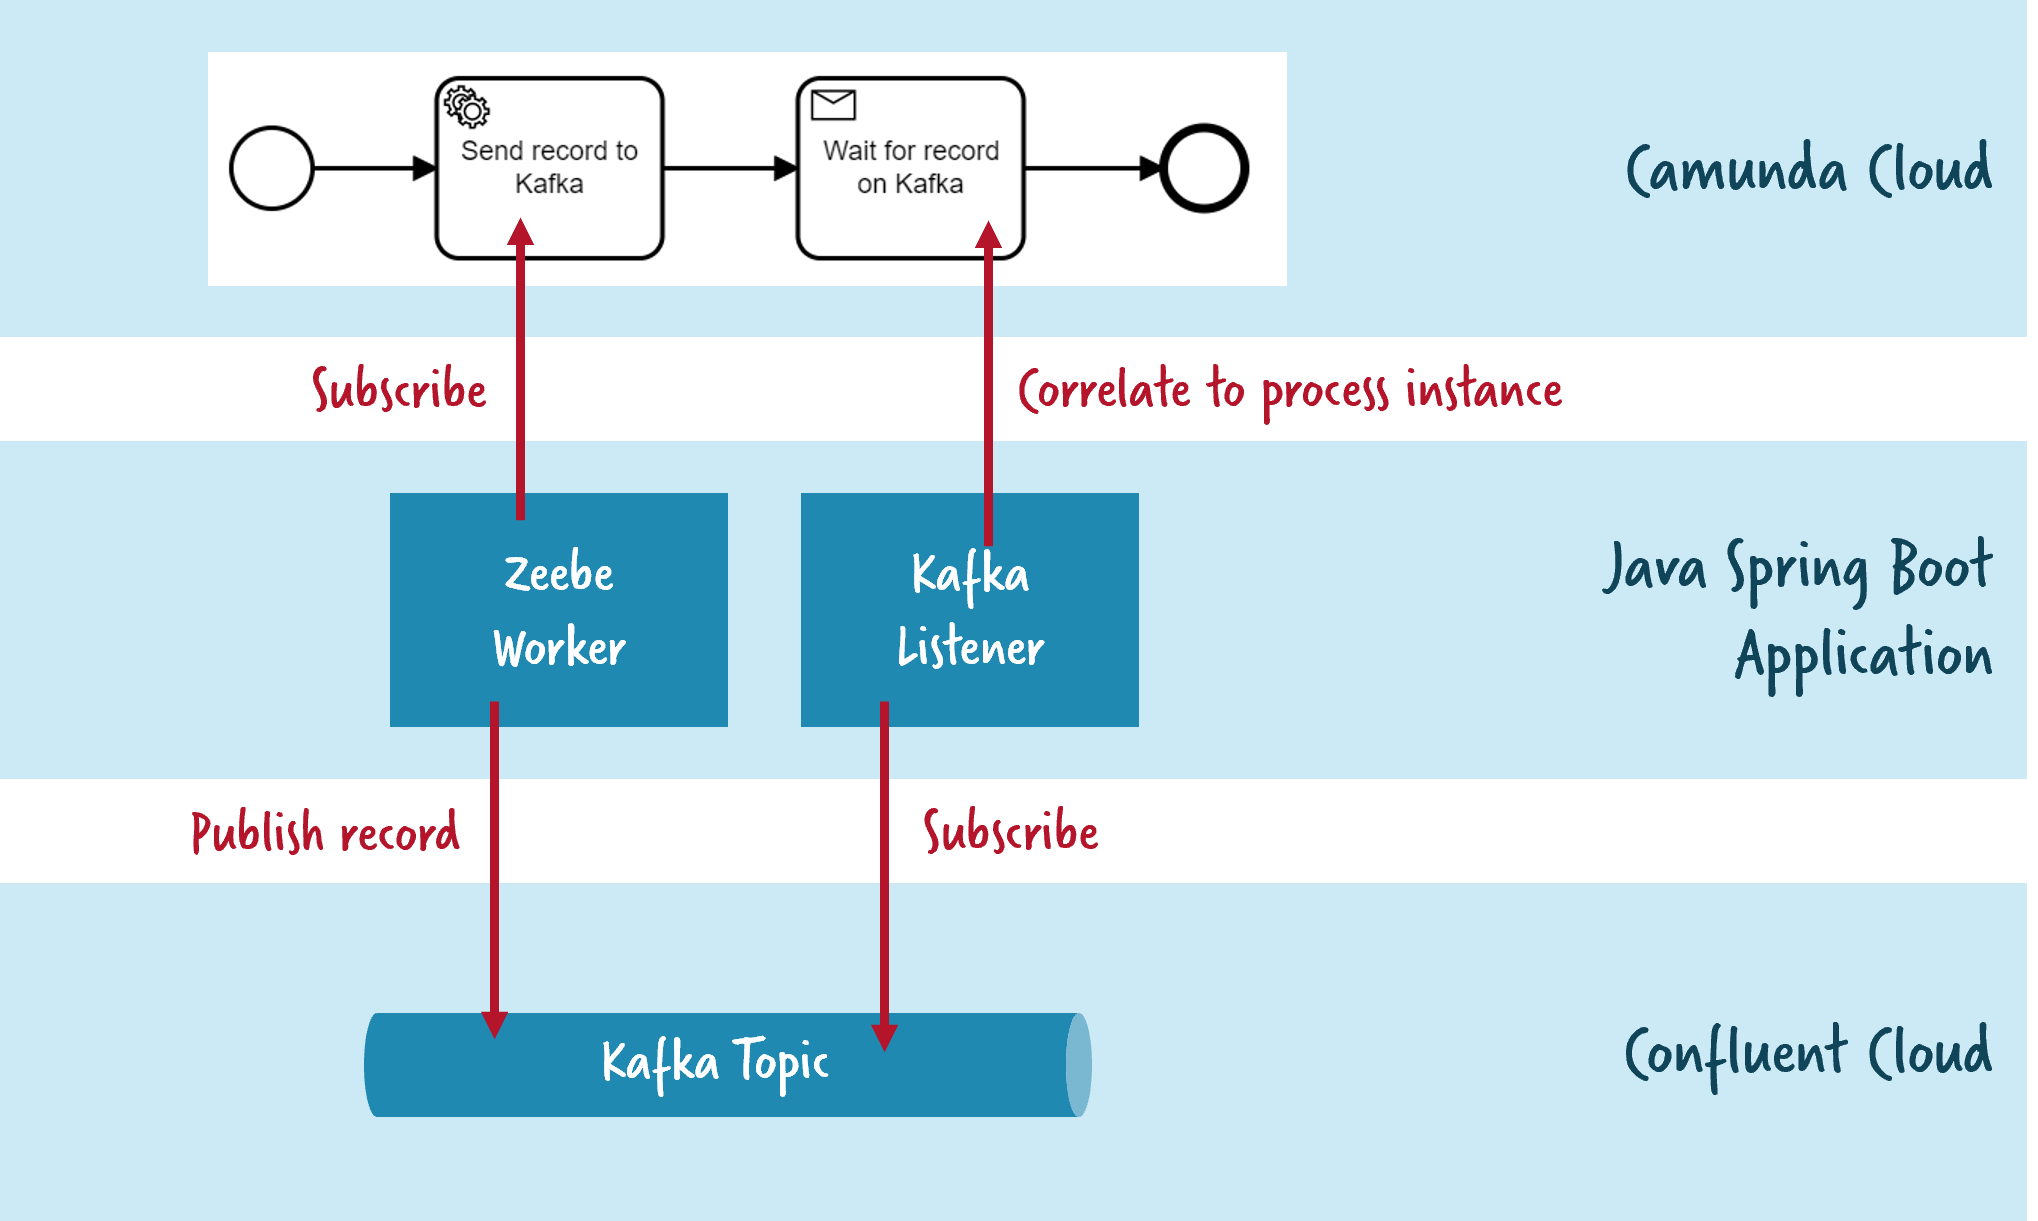 Send record to
Kafka
Wait for record
on Kafka
Camunda Cloud
Subscribe
Correlate to process instance
Zeebe
Worker
Kafka
Listener
Java Spring Boot
Application
Publish record
Subscribe
Kafka Topic
Confluent Cloud